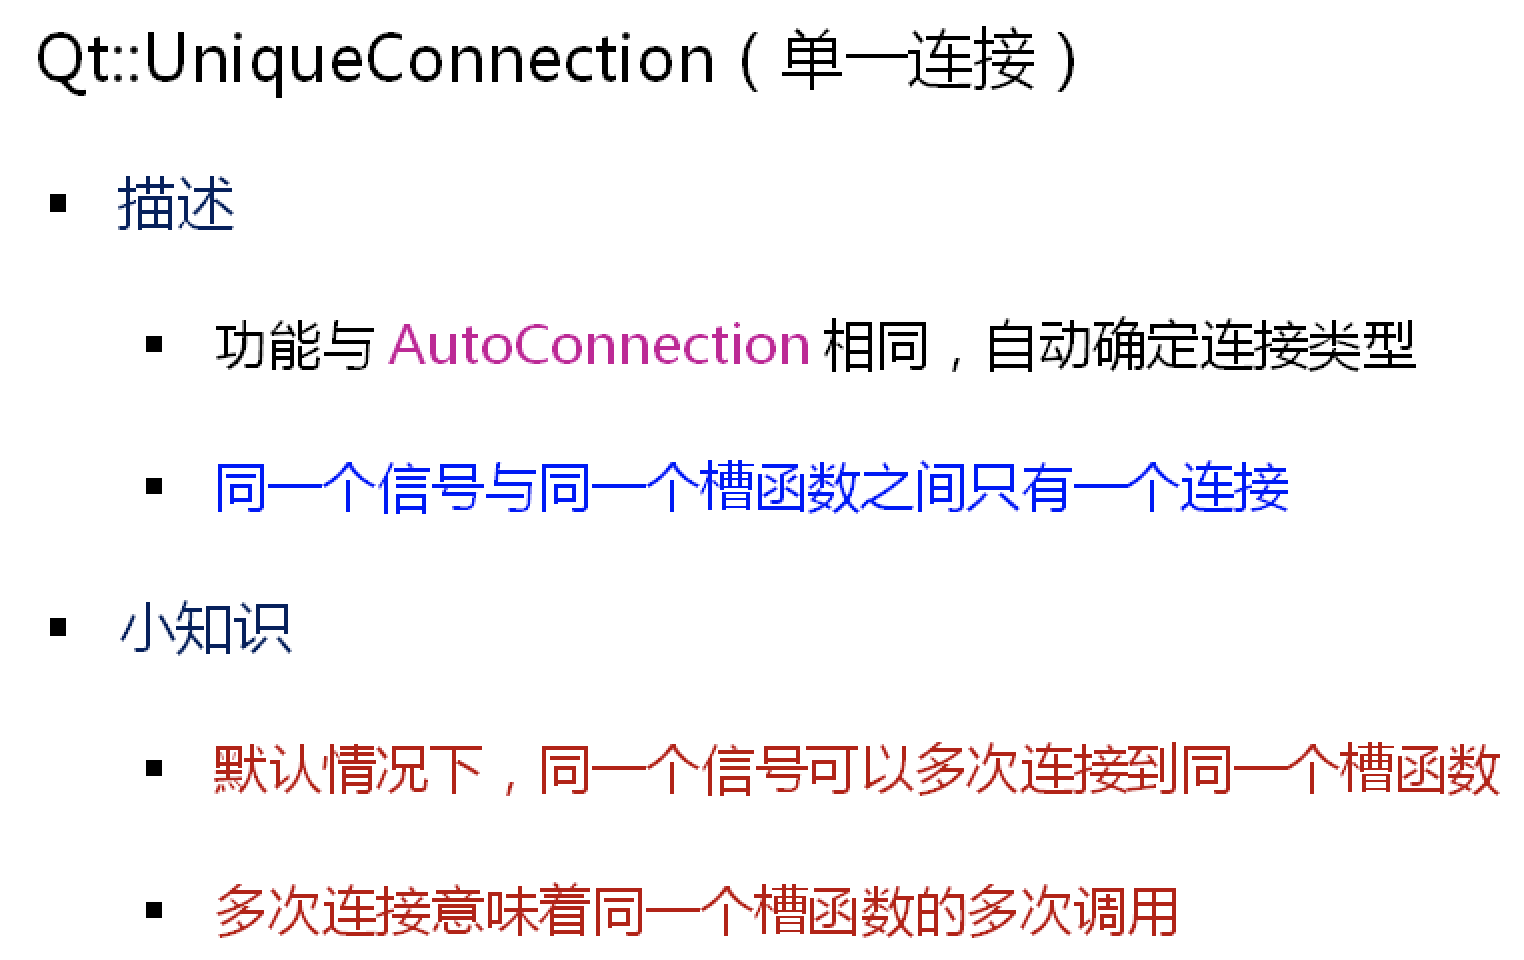 Qt::UniqueConnection（单一连接）
描述
功能与 AutoConnection 相同，自动确定连接类型
同一个信号与同一个槽函数之间只有一个连接
小知识
默认情况下，同一个信号可以多次连接到同一个槽函数
多次连接意味着同一个槽函数的多次调用